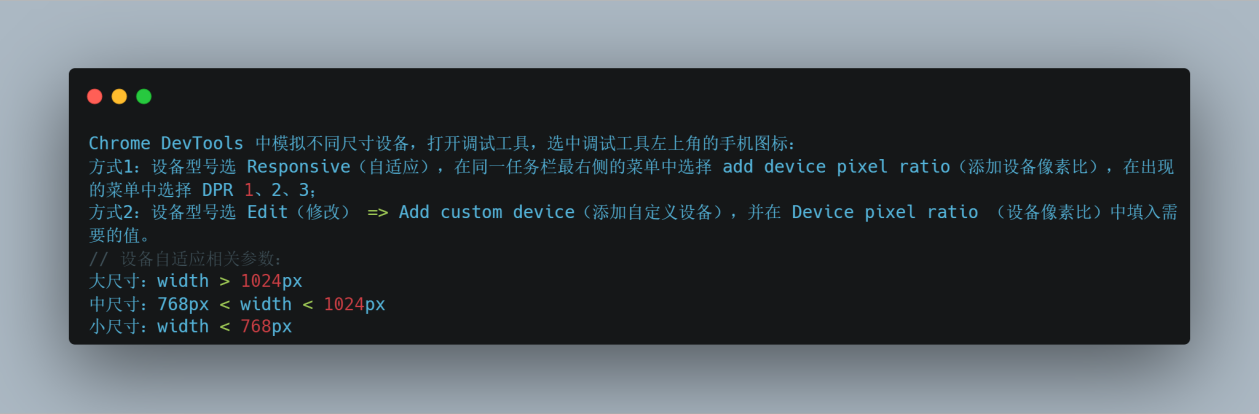 Chrome DevTools 中模拟不同尺寸设备，打开调试工具，选中调试工具左上角的手机图标：
方式1：设备型号选 Responsive（自适应），在同一任务栏最右侧的菜单中选择 add device pixel ratio（添加设备像素比），在出现
的菜单中选择 DPR 1、2、3；
方式2：设备型号选 Edit（修改） => Add custom device（添加自定义设备），并在 Device pixel ratio （设备像素比）中填入需
要的值。
// 设备自适应相关参数：
大尺寸：width > 1024px
中尺寸：768px < width < 1024px
小尺寸：width < 768px